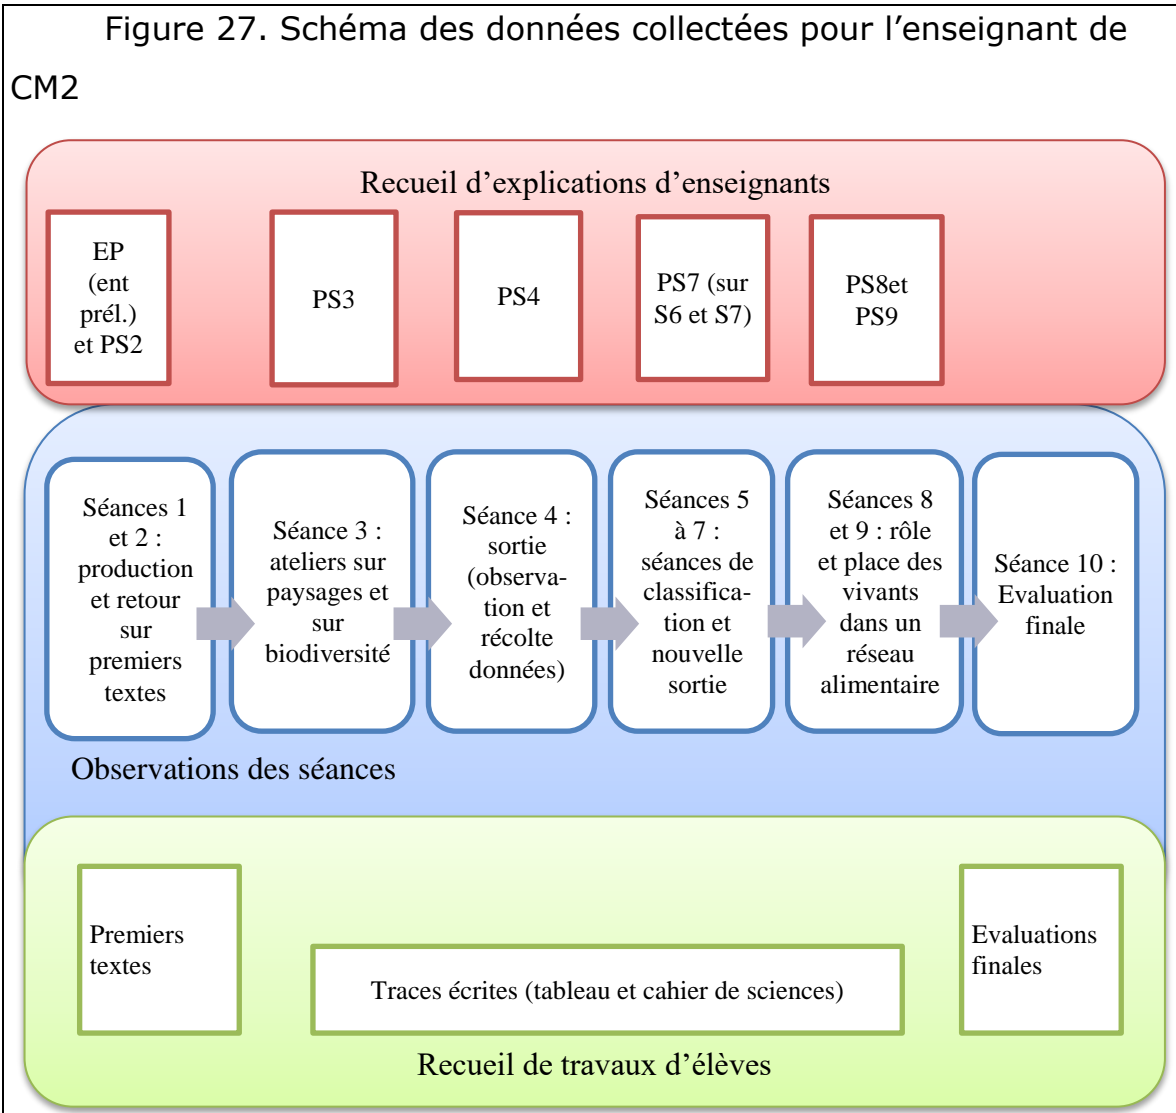 Figure 27. Schéma des données collectées pour l’enseignant de
CM2
Recueil d’explications d’enseignants
EP
(ent
prél.)
et PS2
PS3
PS4
PS7 (sur
S6 et S7)
PS8et
PS9
Séances 1
et 2 :
production
et retour
sur
premiers
textes
Séance 3 :
ateliers sur
paysages et
sur
biodiversité
Séance 4 :
sortie
(observa-
tion et
récolte
données)
Séances 5
à 7 :
séances de
classifica-
tion et
nouvelle
sortie
Séances 8
et 9 : rôle
et place des
vivants
dans un
réseau
alimentaire
Séance 10 :
Evaluation
finale
Observations des séances
Premiers
textes
Traces écrites (tableau et cahier de sciences)
Evaluations
finales
Recueil de travaux d’élèves